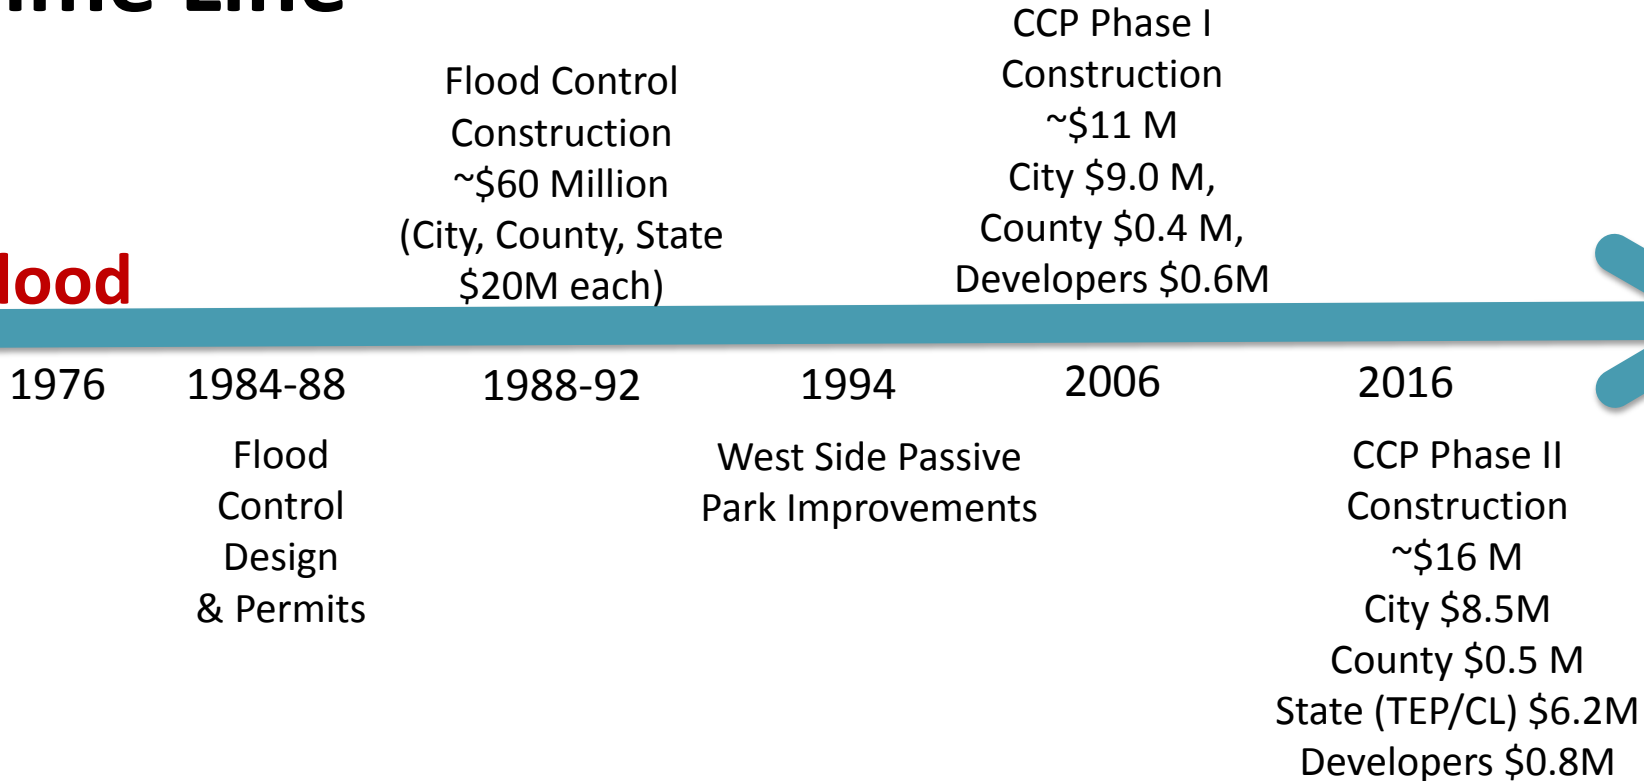 Line
CCP Phase I
Construction
~$11 M
City $9.0 M,
County $0.4 M,
Developers $0.6M
Flood Control
Construction
~$60 Million
(City, County, State
$20M each)
1976
1984-88
1988-92
1994
2006
2016
Flood
Control
Design
& Permits
West Side Passive
Park Improvements
CCP Phase II
Construction
~$16 M
City $8.5M
County $0.5 M
State (TEP/CL) $6.2M
Developers $0.8M